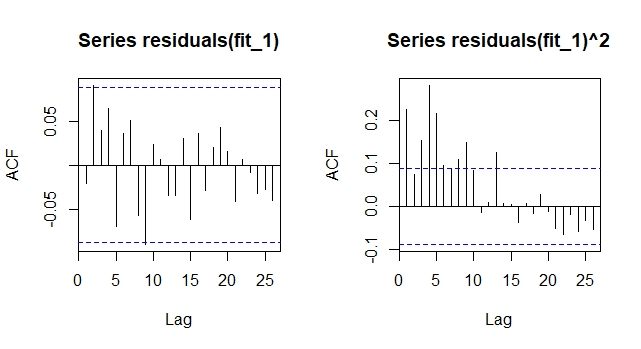 Series residuals(fit_1)
ACF
0.05
-0.05
0 5 10 15 20 25
Lag
Series residuals(fit_1)^2
ACF
0.2
0.1
0.0
-0.1
0 5 10 15 20 25
Lag